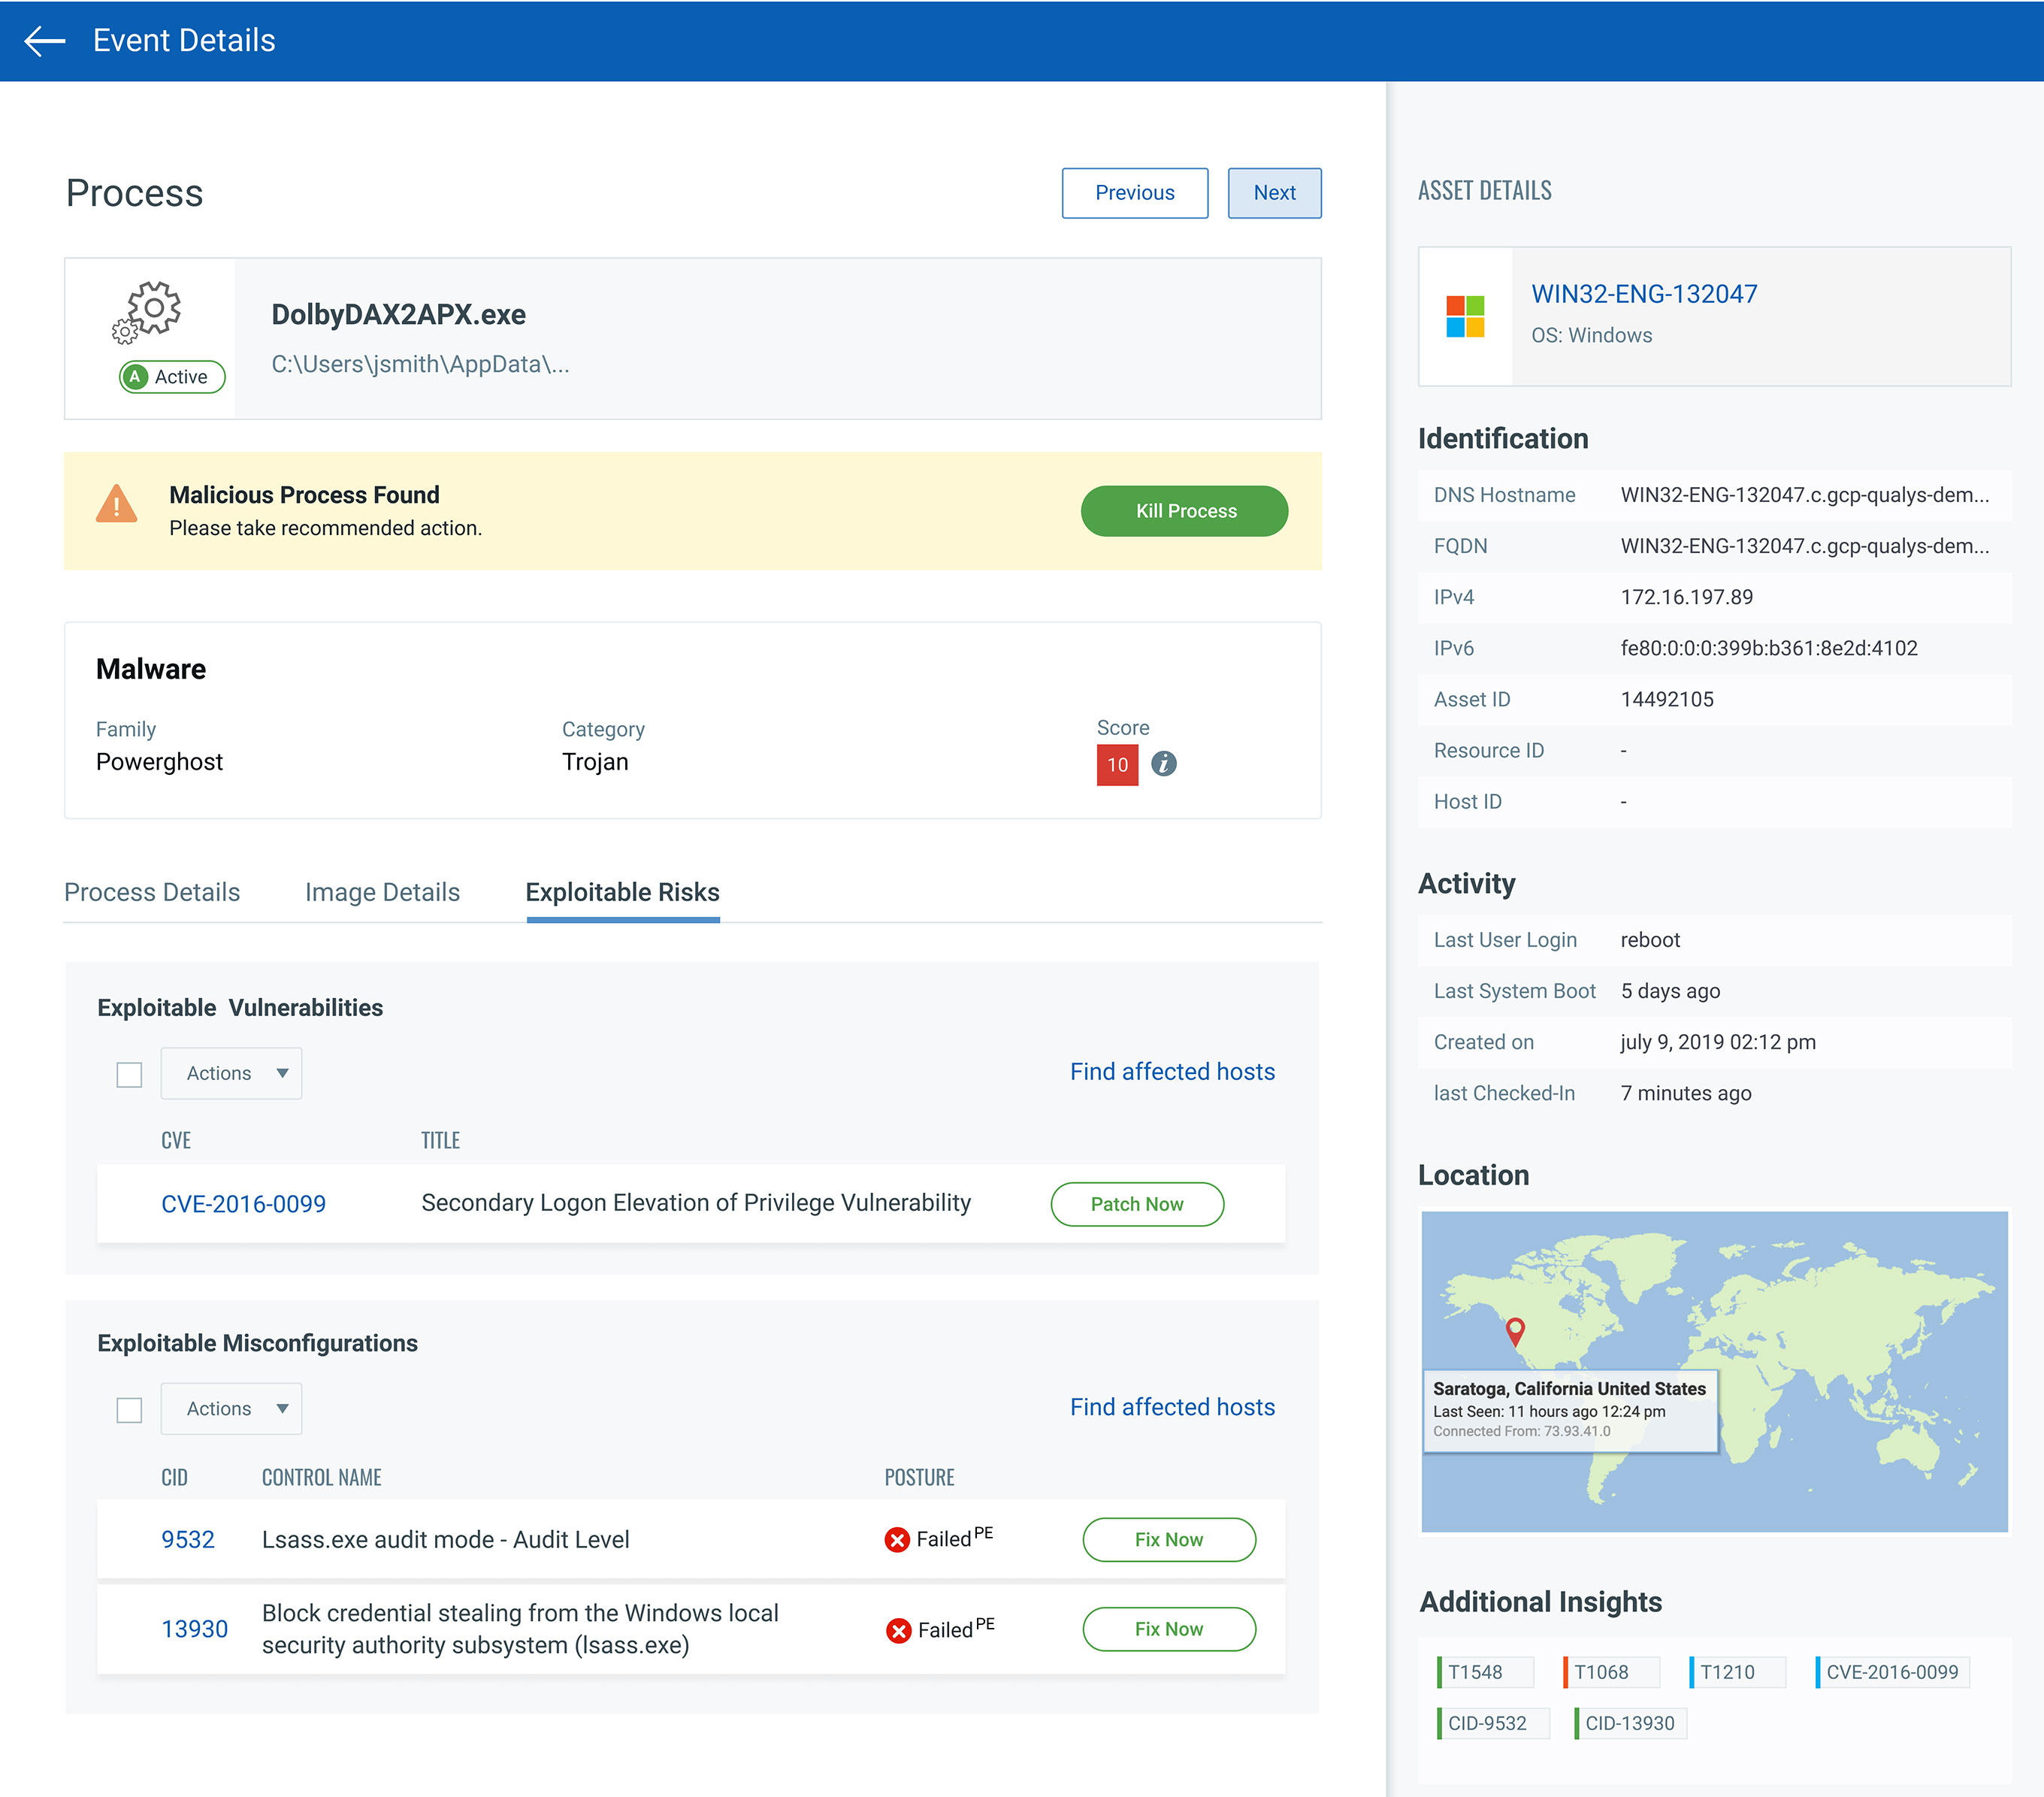 Event Details
Process
Previous
Next
A Active
DolbyDAX2APX.exe
C:\Users\jsmith\AppData\...
Malicious Process Found
Please take recommended action.
Kill Process
Malware
Family
Powerghost
Category
Trojan
Score
10
i
Process Details
Image Details
Exploitable Risks
Exploitable Vulnerabilities
Actions
Find affected hosts
CVE
TITLE
CVE-2016-0099
Secondary Logon Elevation of Privilege Vulnerability
Patch Now
Exploitable Misconfigurations
Actions
Find affected hosts
CID
CONTROL NAME
POSTURE
9532
Lsass.exe audit mode - Audit Level
Failed PE
Fix Now
13930
Block credential stealing from the Windows local
security authority subsystem (lsass.exe)
Failed PE
Fix Now
ASSET DETAILS
WIN32-ENG-132047
OS: Windows
Identification
DNS Hostname WIN32-ENG-132047.c.gcp-qualys-dem...
FQDN WIN32-ENG-132047.c.gcp-qualys-dem...
IPv4 172.16.197.89
IPv6 fe80:0:0:0:399b:b361:8e2d:4102
Asset ID 14492105
Resource ID -
Host ID -
Activity
Last User Login reboot
Last System Boot 5 days ago
Created on july 9, 2019 02:12 pm
last Checked-In 7 minutes ago
Location
Saratoga, California United States
Last Seen: 11 hours ago 12:24 pm
Connected From: 73.93.41.0
Additional Insights
T1548 T1068 T1210 CVE-2016-0099
CID-9532 CID-13930